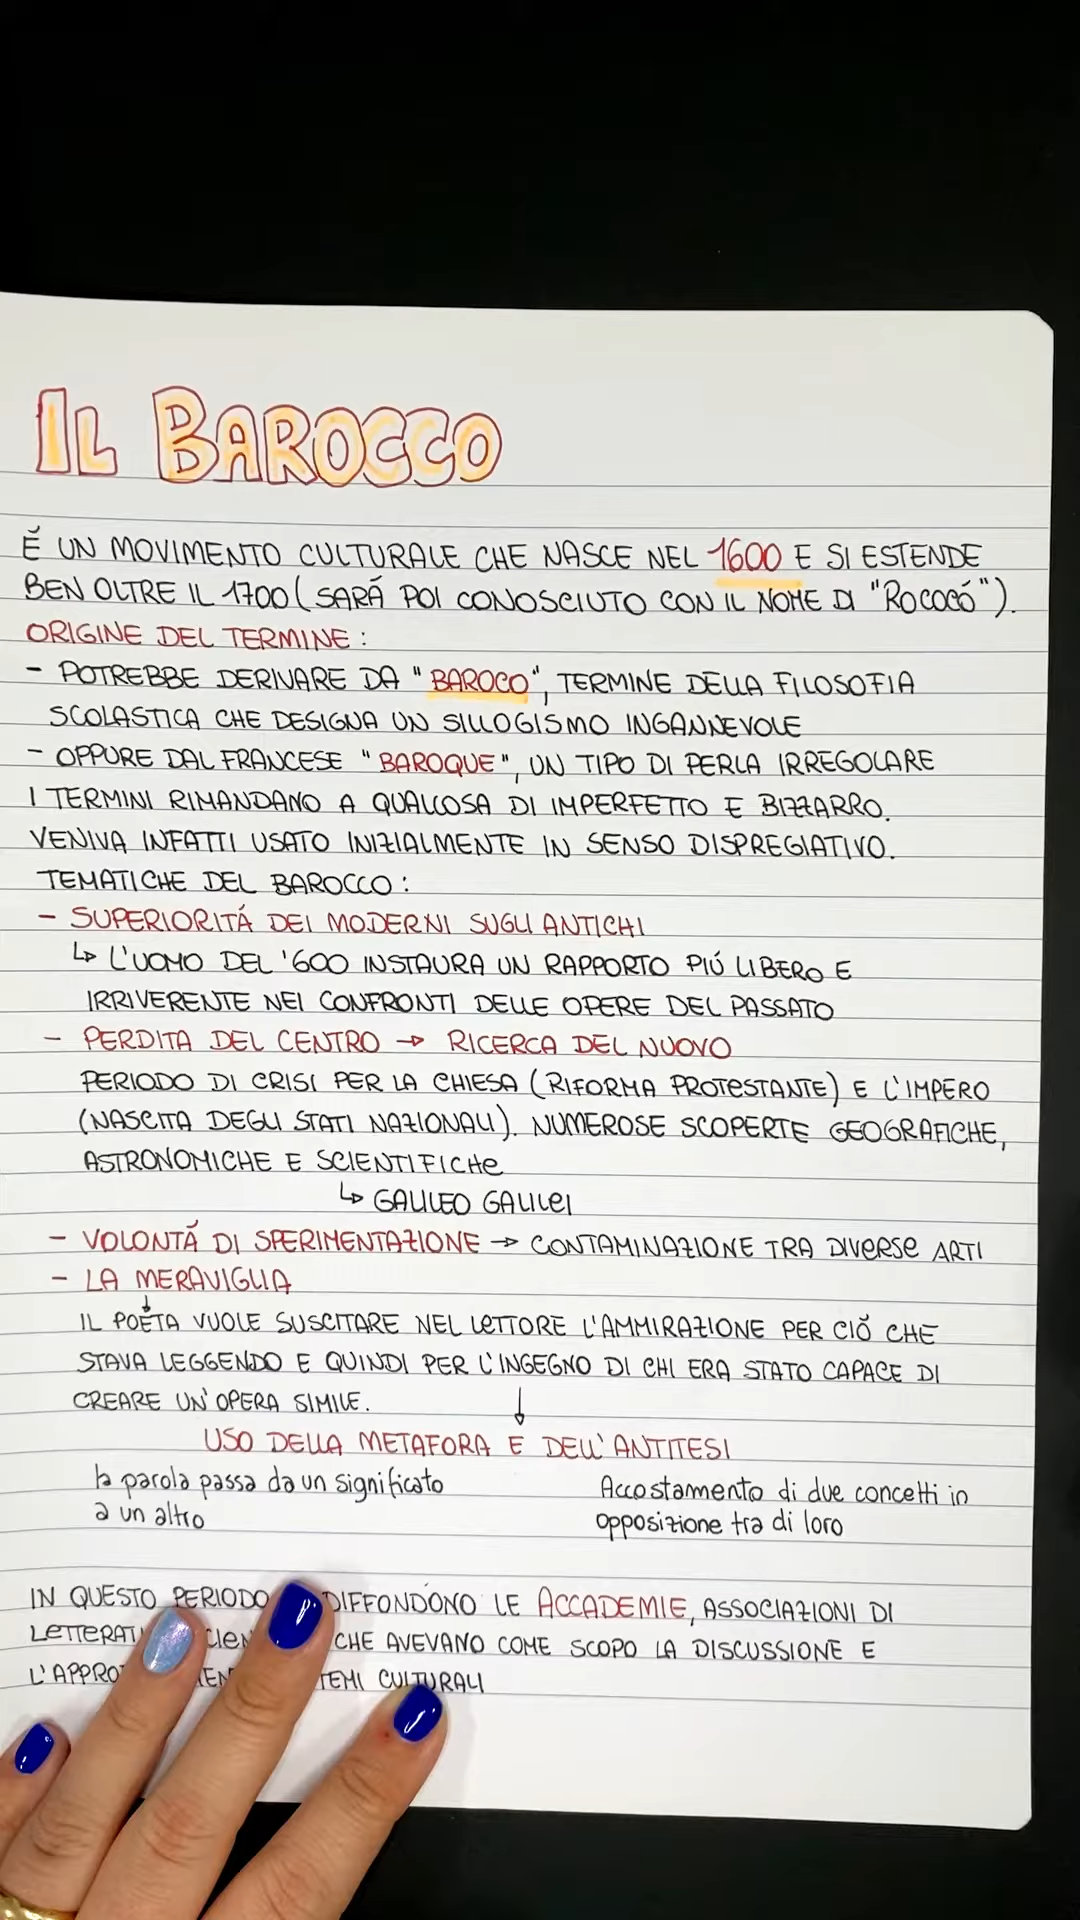 IL BAROCCO
É UN MOVIMENTO CULTURALE CHE NASCE NEL 1600 E SI ESTENDE
BEN OLTRE IL 1700 (SARÁ POI CONOSCIUTO CON IL NOME DI "ROCOCÓ").
ORIGINE DEL TERMINE:
- POTREBBE DERIVARE DA "BAROCO", TERMINE DELLA FILOSOFIA
SCOLASTICA CHE DESIGNA UN SILLOGISMO INGANNEVOLE
- OPPURE DAL FRANCESE "BAROQUE", UN TIPO DI PERLA IRREGOLARE
I TERMINI RIMANDANO A QUALCOSA DI IMPERFETTO E BIZZARRO.
VENIVA INFATTI USATO INIZIALMENTE IN SENSO DISPREGIATIVO.
TEMATICHE DEL BAROCCO:
- SUPERIORITÁ DEI MODERNI SUGLI ANTICHI
↳ L'UOMO DEL '600 INSTAURA UN RAPPORTO PIÚ LIBERO E
IRRIVERENTE NEI CONFRONTI DELLE OPERE DEL PASSATO
- PERDITA DEL CENTRO → RICERCA DEL NUOVO
PERIODO DI CRISI PER LA CHIESA (RIFORMA PROTESTANTE) E L'IMPERO
(NASCITA DEGLI STATI NAZIONALI). NUMEROSE SCOPERTE GEOGRAFICHE,
ASTRONOMICHE E SCIENTIFICHE
↳ GALILEO GALILEI
- VOLONTÁ DI SPERIMENTAZIONE → CONTAMINAZIONE TRA DIVERSE ARTI
- LA MERAVIGLIA
↓
IL POETA VUOLE SUSCITARE NEL LETTORE L'AMMIRAZIONE PER CIÓ CHE
STAVA LEGGENDO E QUINDI PER L'INGEGNO DI CHI ERA STATO CAPACE DI
CREARE UN'OPERA SIMILE. ↓
USO DELLA METAFORA E DELL'ANTITESI
la parola passa da un significato
a un altro
Accostamento di due concetti in
opposizione tra di loro
IN QUESTO PERIODO DIFFONDONO LE ACCADEMIE, ASSOCIAZIONI DI
CHE AVEVANO COME SCOPO LA DISCUSSIONE E
TEMI CULTURALI